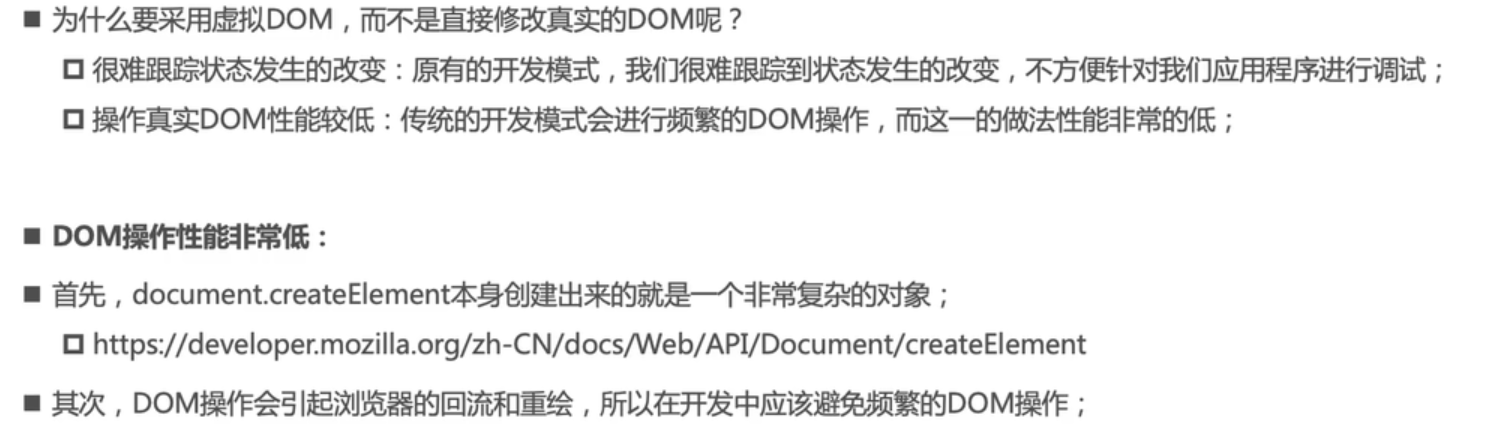 ■ 为什么要采用虚拟DOM，而不是直接修改真实的DOM呢？
□ 很难跟踪状态发生的改变：原有的开发模式，我们很难跟踪到状态发生的改变，不方便针对我们应用程序进行调试；
□ 操作真实DOM性能较低：传统的开发模式会进行频繁的DOM操作，而这一的做法性能非常的低；
■ DOM操作性能非常低：
■ 首先，document.createElement本身创建出来的就是一个非常复杂的对象；
□ https://developer.mozilla.org/zh-CN/docs/Web/API/Document/createElement
■ 其次，DOM操作会引起浏览器的回流和重绘，所以在开发中应该避免频繁的DOM操作；